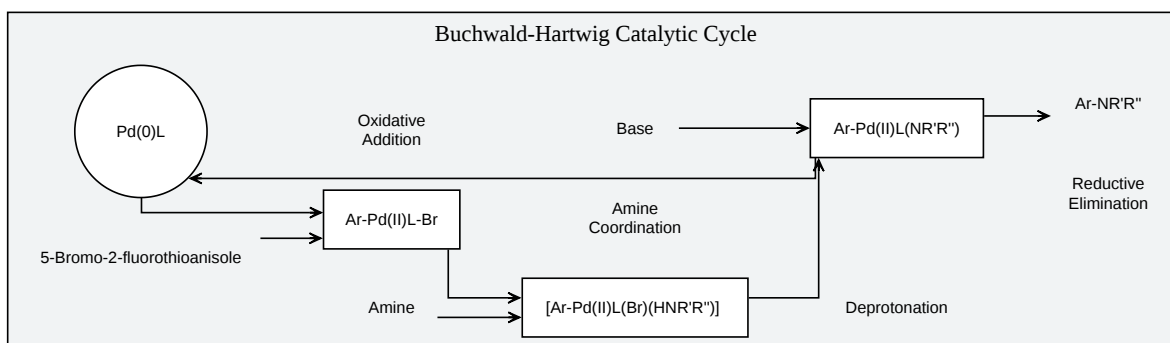 Buchwald-Hartwig Catalytic Cycle
Pd(0)L
Oxidative
Addition
Base
Ar-Pd(II)L(NR'R")
Ar-NR'R"
Reductive
Elimination
Ar-Pd(II)L-Br
Amine
Coordination
5-Bromo-2-fluorothioanisole
Amine
[Ar-Pd(II)L(Br)(HNR'R")]
Deprotonation